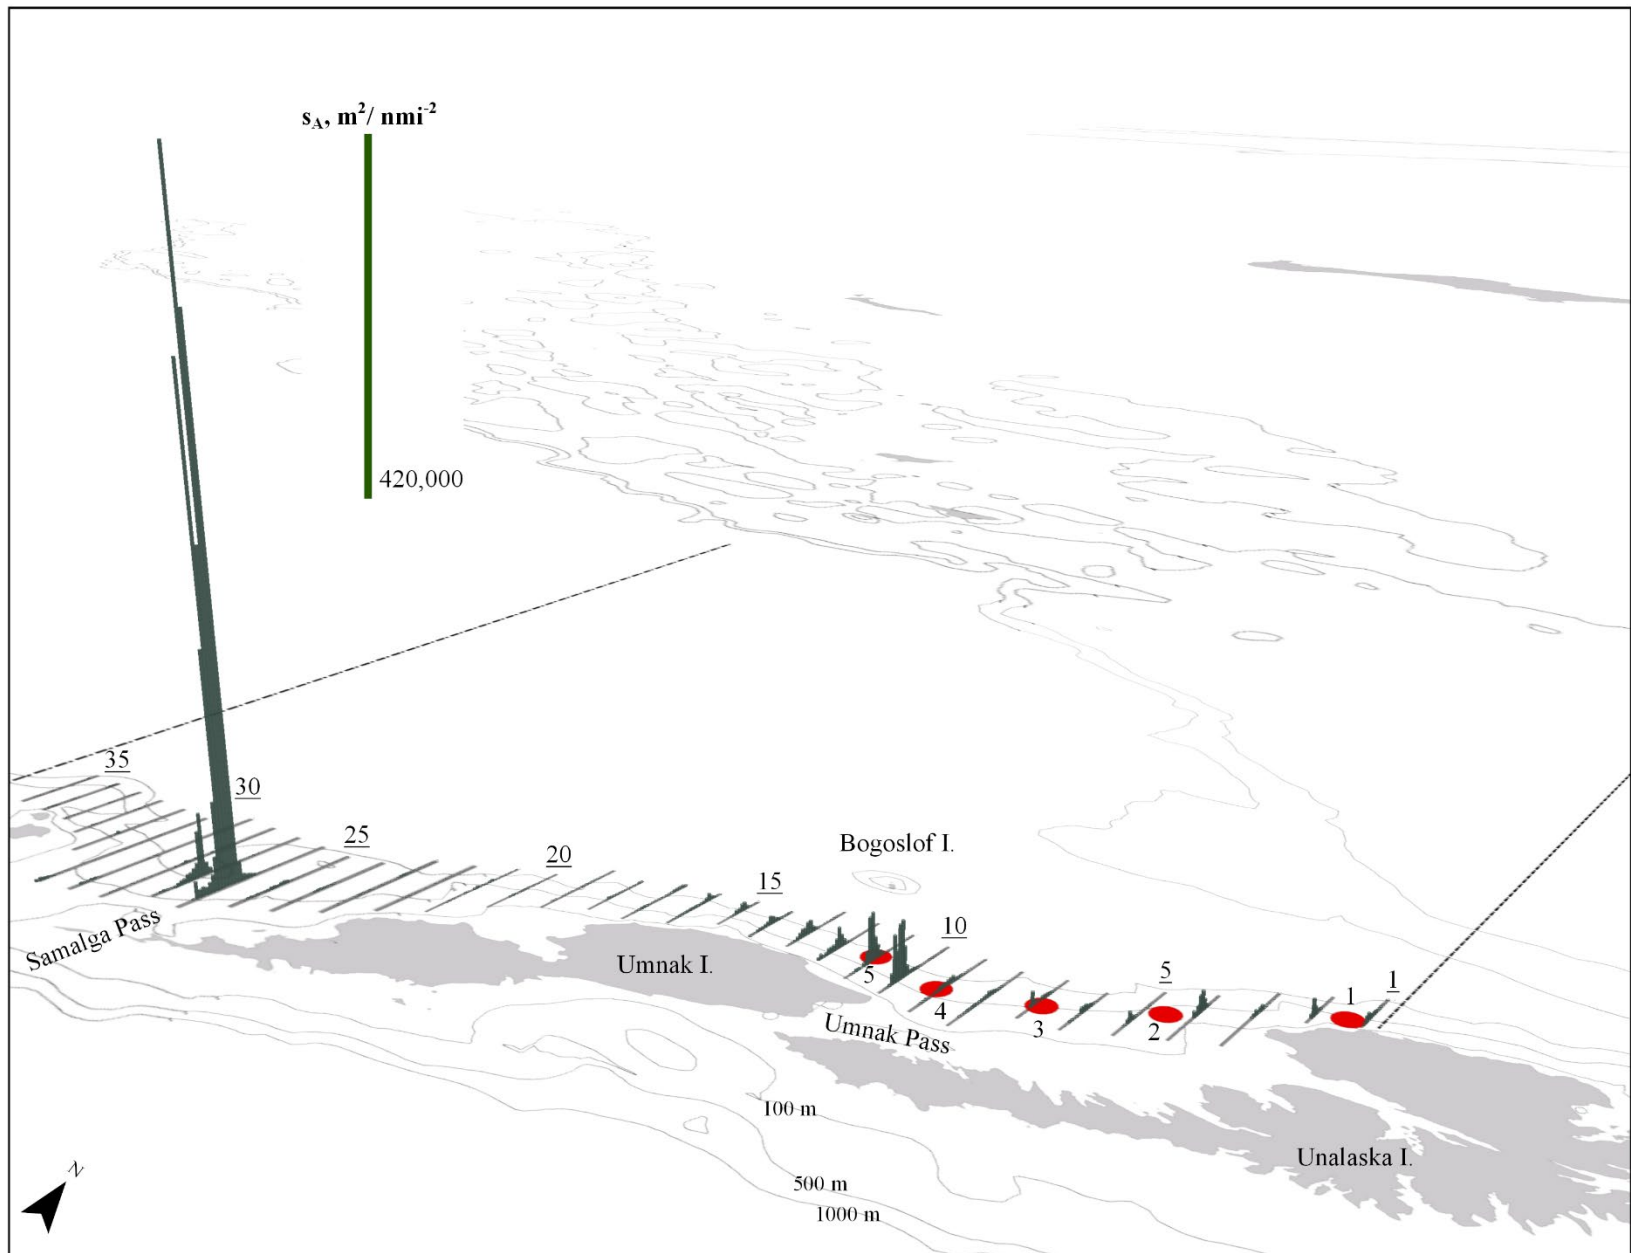 s_A, m²/ nmi⁻²
420,000
35
30
25
20
15
Bogoslof I.
10
5
1
1
Samalga Pass
Umnak I.
5
4
3
2
Umnak Pass
100 m
Unalaska I.
500 m
1000 m
N